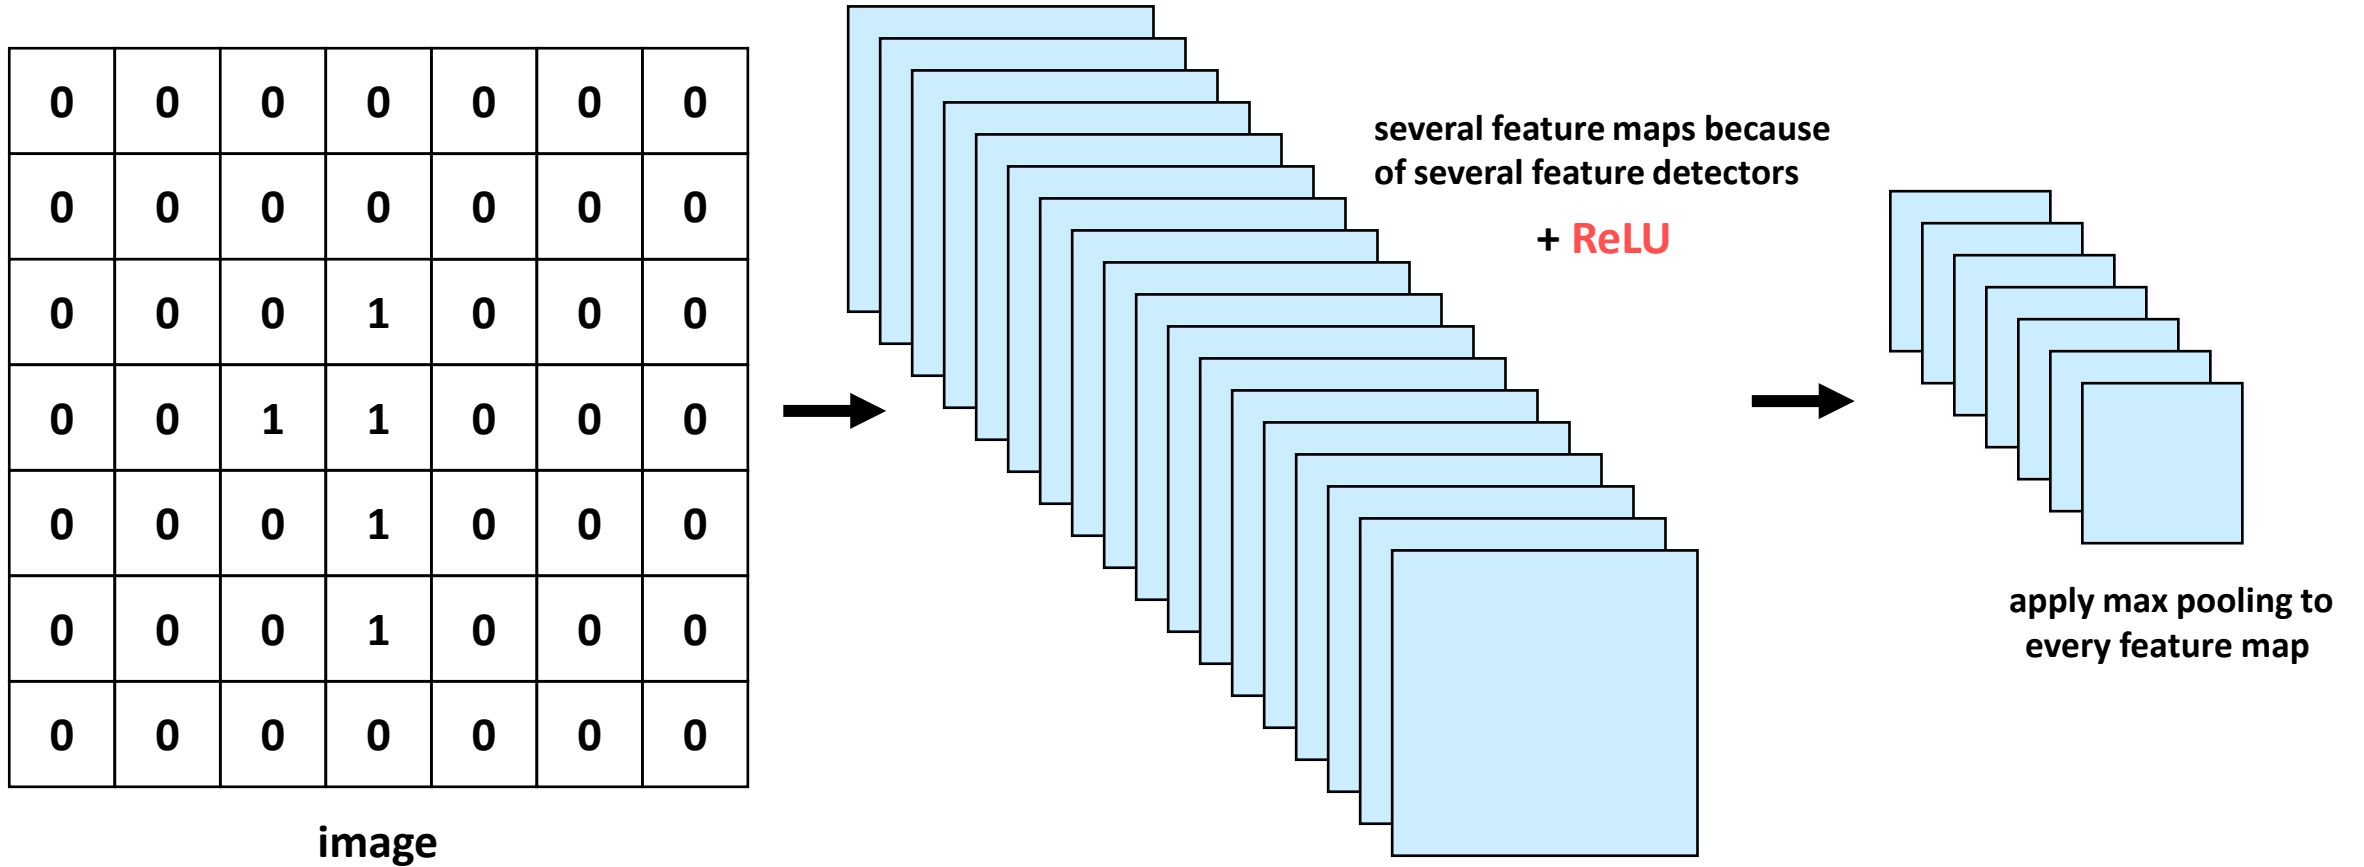 0 0 0 0 0 0 0
0 0 0 0 0 0 0
0 0 0 1 0 0 0
0 0 1 1 0 0 0
0 0 0 1 0 0 0
0 0 0 1 0 0 0
0 0 0 0 0 0 0
image
several feature maps because
of several feature detectors
+ ReLU
apply max pooling to
every feature map